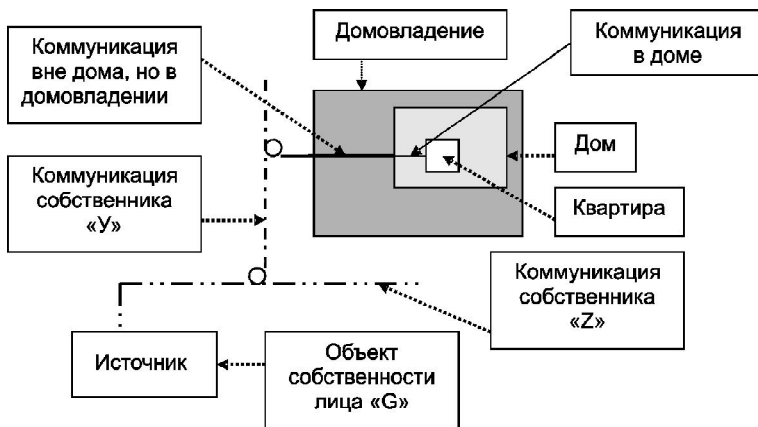 Коммуникация
вне дома, но в
домовладении
Домовладение
Коммуникация
в доме
Дом
Коммуникация
собственника
«У»
Квартира
Коммуникация
собственника
«Z»
Источник
Объект
собственности
лица «G»